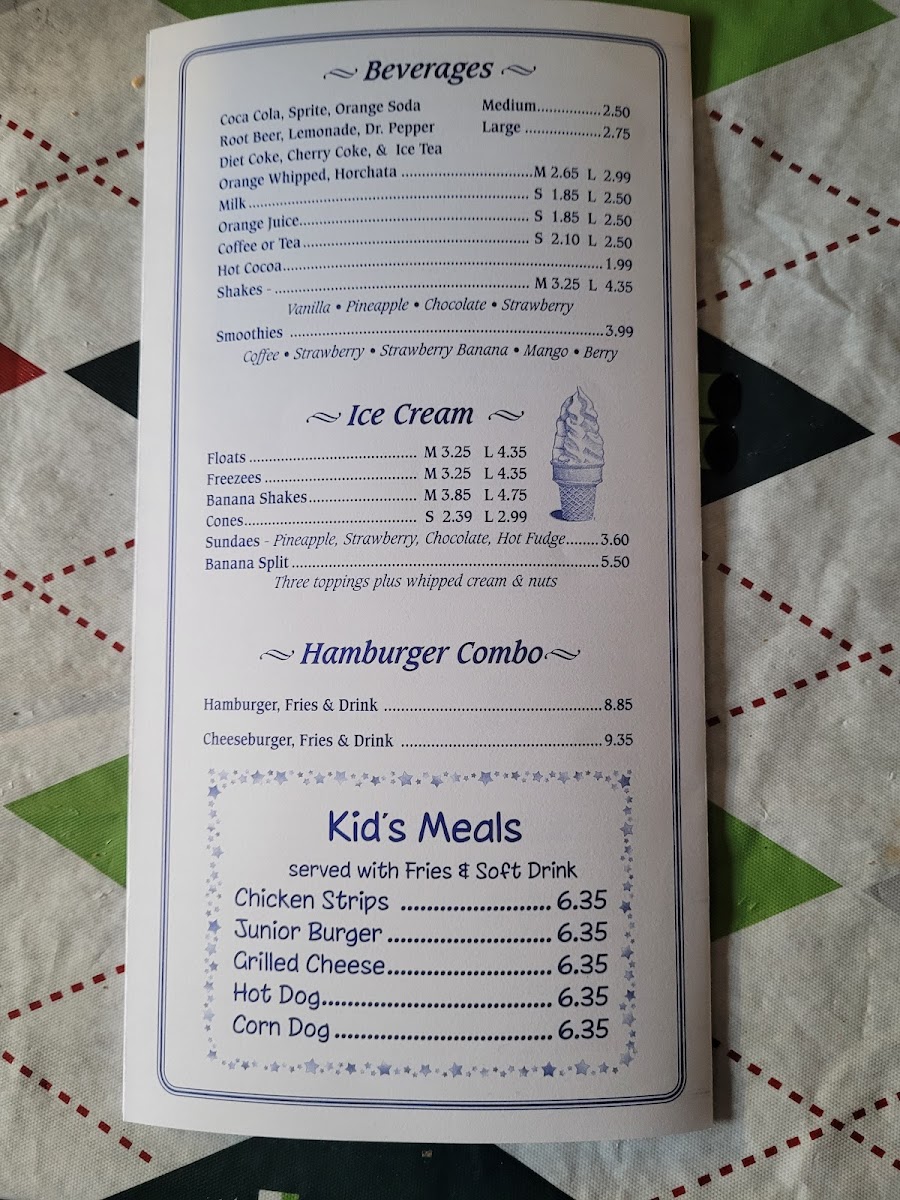 Beverages
Coca Cola, Sprite, Orange Soda Medium..............2.50
Root Beer, Lemonade, Dr. Pepper Large .................2.75
Diet Coke, Cherry Coke, & Ice Tea
Orange Whipped, Horchata ..............................M 2.65 L 2.99
Milk................................................................ S 1.85 L 2.50
Orange Juice..................................................... S 1.85 L 2.50
Coffee or Tea.................................................... S 2.10 L 2.50
Hot Cocoa.........................................................................1.99
Shakes - .......................................................... M 3.25 L 4.35
Vanilla • Pineapple • Chocolate • Strawberry
Smoothies .......................................................................3.99
Coffee • Strawberry • Strawberry Banana • Mango • Berry
Ice Cream
Floats ...................................... M 3.25 L 4.35
Freezees .................................. M 3.25 L 4.35
Banana Shakes......................... M 3.85 L 4.75
Cones....................................... S 2.39 L 2.99
Sundaes - Pineapple, Strawberry, Chocolate, Hot Fudge........3.60
Banana Split .....................................................................5.50
Three toppings plus whipped cream & nuts
Hamburger Combo
Hamburger, Fries & Drink ..................................................8.85
Cheeseburger, Fries & Drink ..............................................9.35
Kid's Meals
served with Fries & Soft Drink
Chicken Strips ............................ 6.35
Junior Burger .............................. 6.35
Grilled Cheese.............................. 6.35
Hot Dog........................................ 6.35
Corn Dog ...................................... 6.35